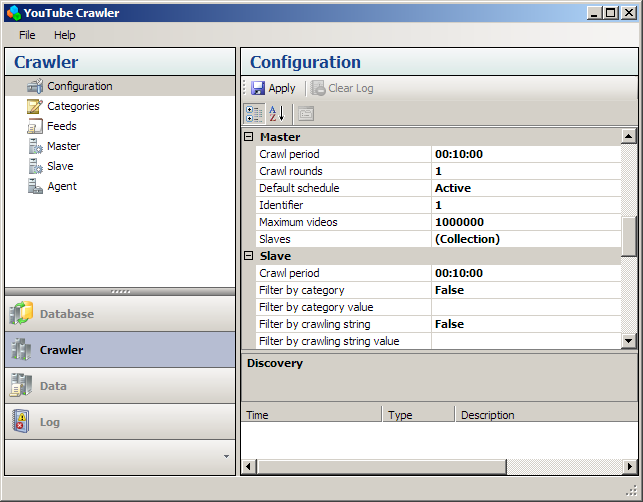 YouTube Crawler
File Help
Crawler
Configuration
Categories
Feeds
Master
Slave
Agent
Database
Crawler
Data
Log
Configuration
Apply Clear Log
Master
Crawl period 00:10:00
Crawl rounds 1
Default schedule Active
Identifier 1
Maximum videos 1000000
Slaves (Collection)
Slave
Crawl period 00:10:00
Filter by category False
Filter by category value
Filter by crawling string False
Filter by crawling string value
Discovery
Time Type Description